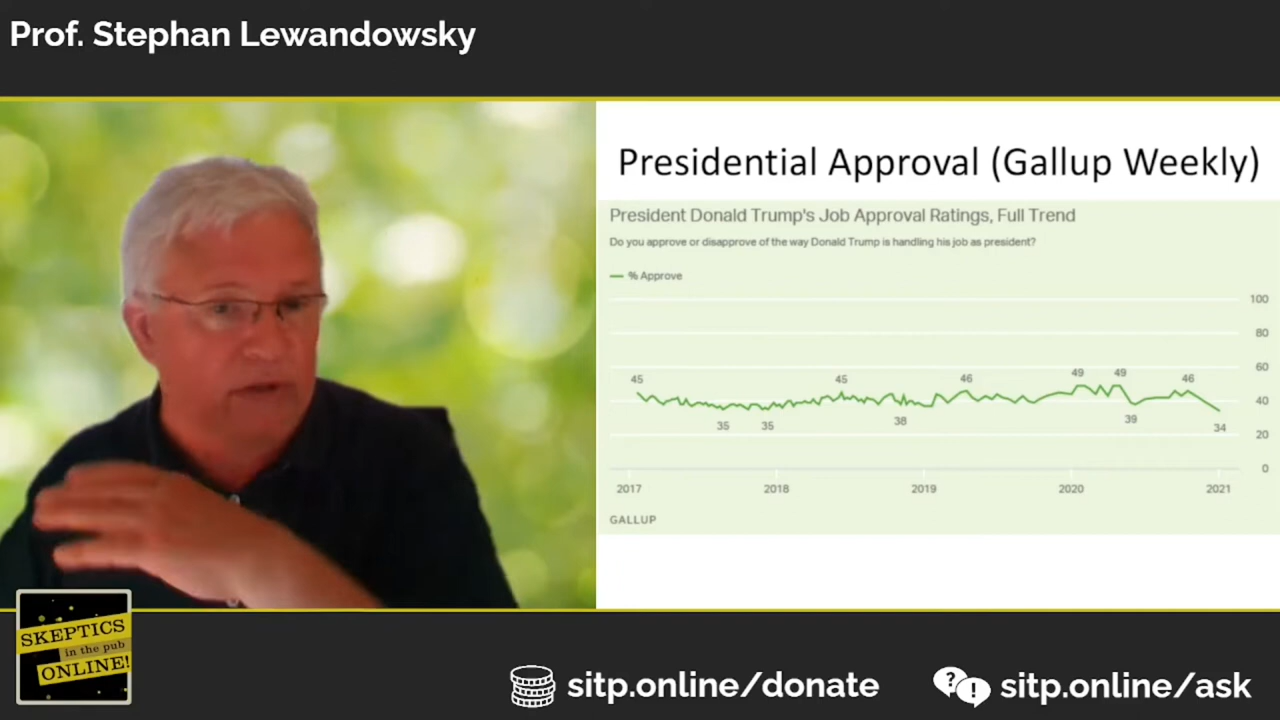 Prof. Stephan Lewandowsky
Presidential Approval (Gallup Weekly)
President Donald Trump's Job Approval Ratings, Full Trend
Do you approve or disapprove of the way Donald Trump is handling his job as president?
% Approve
100
80
60
40
20
0
45
35
35
45
38
46
49
49
39
46
34
2017
2018
2019
2020
2021
GALLUP
SKEPTICS
in the pub
ONLINE!
sitp.online/donate
?!
sitp.online/ask